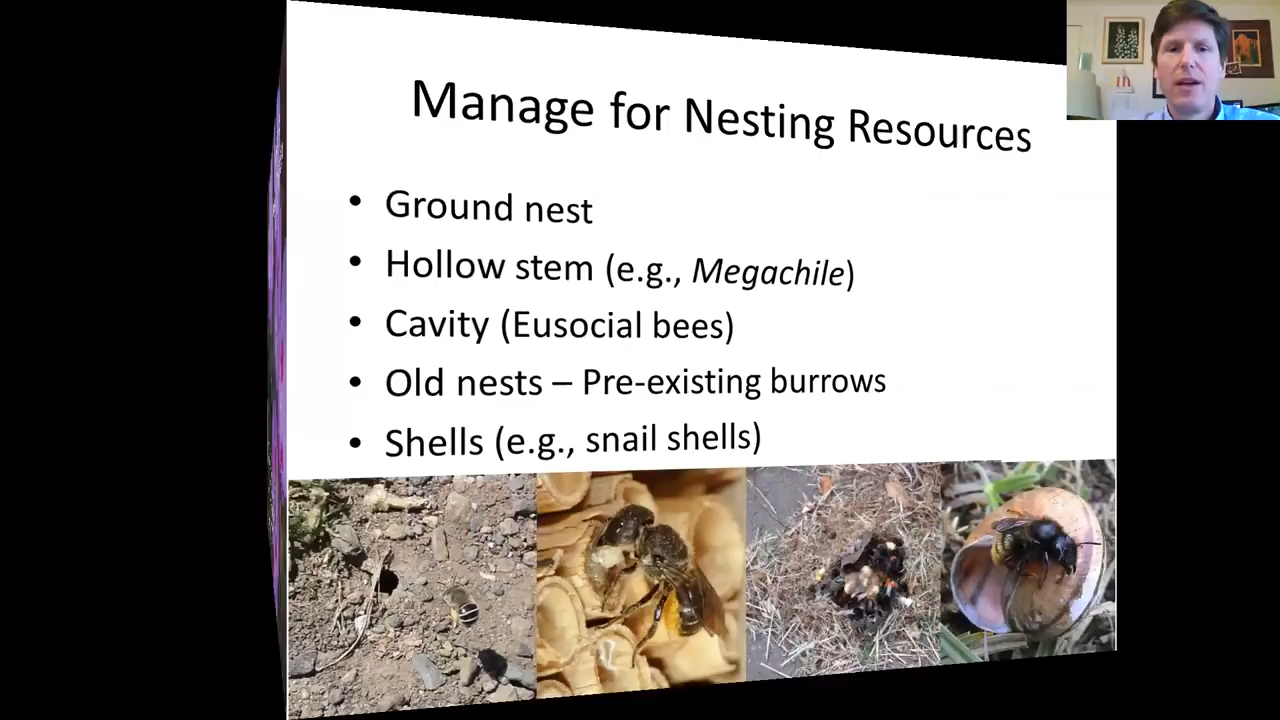 Manage for Nesting Resources
• Ground nest
• Hollow stem (e.g., Megachile)
• Cavity (Eusocial bees)
• Old nests – Pre-existing burrows
• Shells (e.g., snail shells)